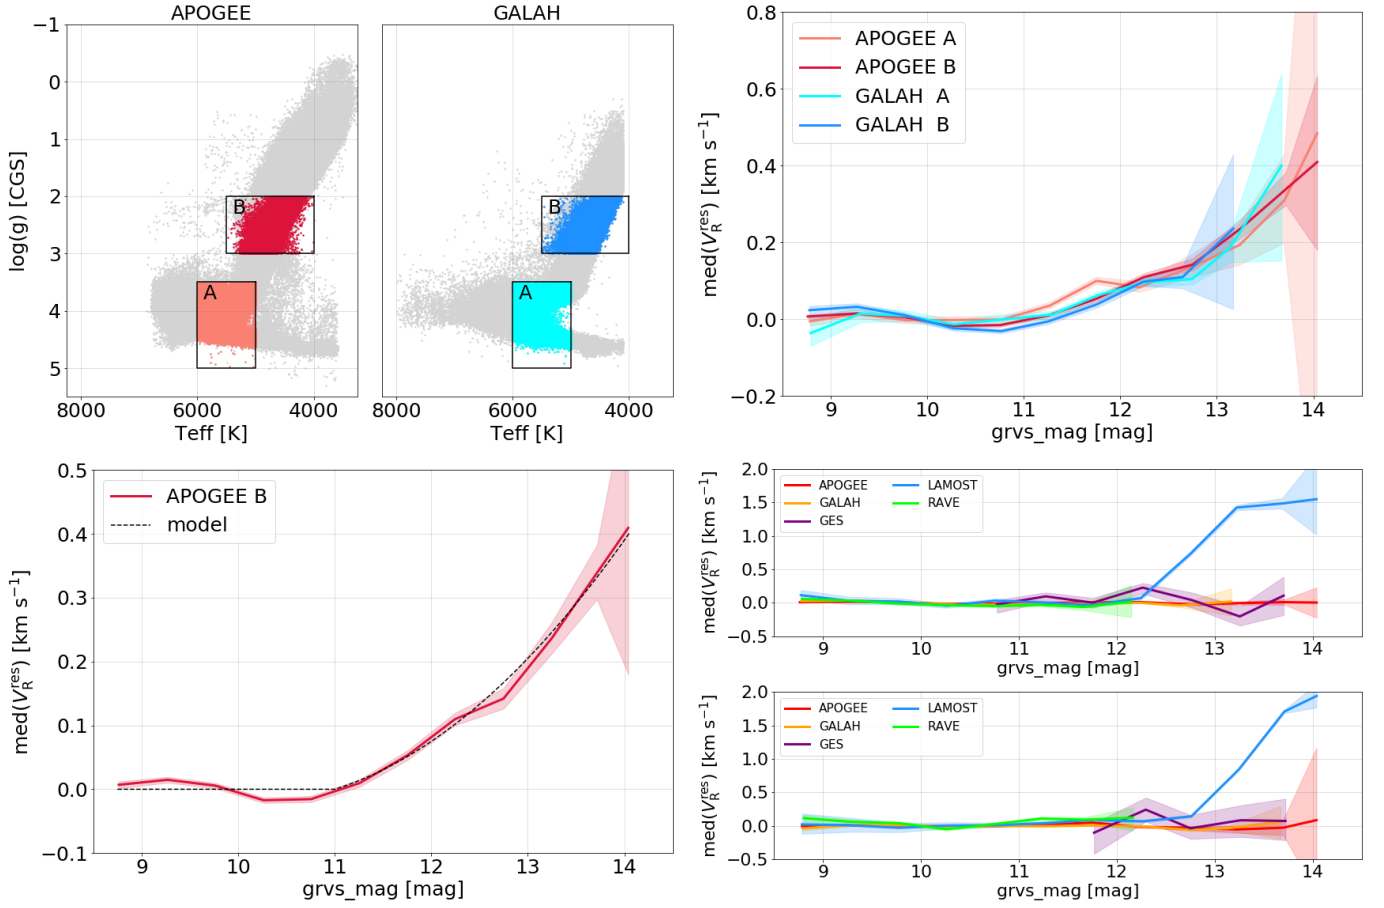 APOGEE
GALAH
−1
0
1
2
3
4
5
log(g) [CGS]
B
A
B
A
8000
6000
4000
8000
6000
4000
Teff [K]
Teff [K]
0.8
0.6
0.4
0.2
0.0
−0.2
med(V_R^res) [km s⁻¹]
APOGEE A
APOGEE B
GALAH A
GALAH B
9
10
11
12
13
14
grvs_mag [mag]
0.5
0.4
0.3
0.2
0.1
0.0
−0.1
med(V_R^res) [km s⁻¹]
APOGEE B
model
9
10
11
12
13
14
grvs_mag [mag]
2.0
1.5
1.0
0.5
0.0
−0.5
med(V_R^res) [km s⁻¹]
APOGEE
GALAH
GES
LAMOST
RAVE
9
10
11
12
13
14
grvs_mag [mag]
2.0
1.5
1.0
0.5
0.0
−0.5
med(V_R^res) [km s⁻¹]
APOGEE
GALAH
GES
LAMOST
RAVE
9
10
11
12
13
14
grvs_mag [mag]